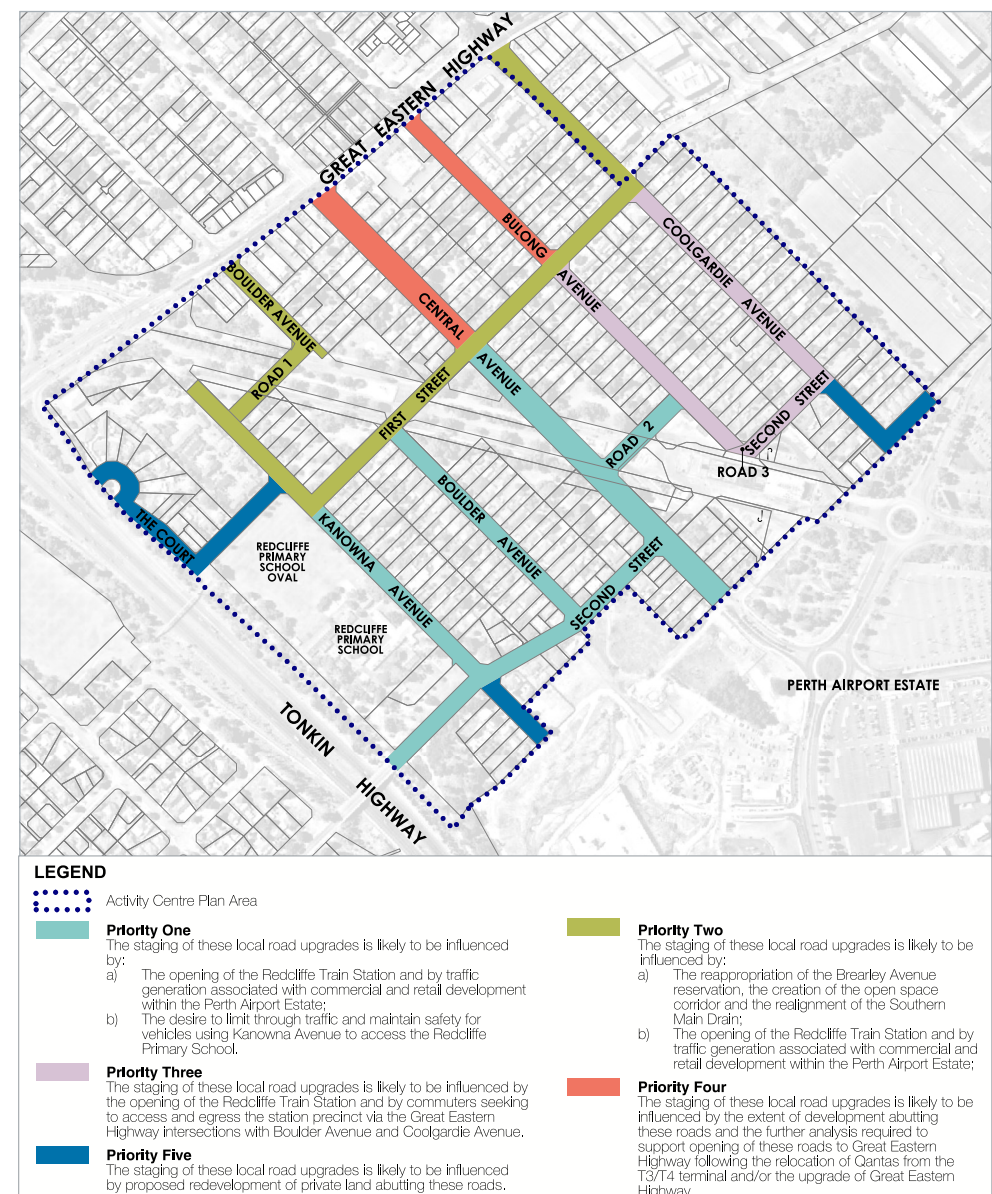 GREAT EASTERN HIGHWAY
BULONG
AVENUE
COOLGARDIE AVENUE
BOULDER AVENUE
ROAD 1
CENTRAL
AVENUE
FIRST STREET
SECOND STREET
ROAD 2
ROAD 3
BOULDER AVENUE
THE COURT
KANOWNA AVENUE
SECOND STREET
REDCLIFFE
PRIMARY
SCHOOL
OVAL
REDCLIFFE
PRIMARY
SCHOOL
PERTH AIRPORT ESTATE
TONKIN HIGHWAY
LEGEND
Activity Centre Plan Area
Priority One
The staging of these local road upgrades is likely to be influenced
by:
a) The opening of the Redcliffe Train Station and by traffic
generation associated with commercial and retail development
within the Perth Airport Estate;
b) The desire to limit through traffic and maintain safety for
vehicles using Kanowna Avenue to access the Redcliffe
Primary School.
Priority Three
The staging of these local road upgrades is likely to be influenced by
the opening of the Redcliffe Train Station and by commuters seeking
to access and egress the station precinct via the Great Eastern
Highway intersections with Boulder Avenue and Coolgardie Avenue.
Priority Five
The staging of these local road upgrades is likely to be influenced
by proposed redevelopment of private land abutting these roads.
Priority Two
The staging of these local road upgrades is likely to be
influenced by:
a) The reappropriation of the Brearley Avenue
reservation, the creation of the open space
corridor and the realignment of the Southern
Main Drain;
b) The opening of the Redcliffe Train Station and by
traffic generation associated with commercial and
retail development within the Perth Airport Estate;
Priority Four
The staging of these local road upgrades is likely to be
influenced by the extent of development abutting
these roads and the further analysis required to
support opening of these roads to Great Eastern
Highway following the relocation of Qantas from the
T3/T4 terminal and/or the upgrade of Great Eastern
Highway